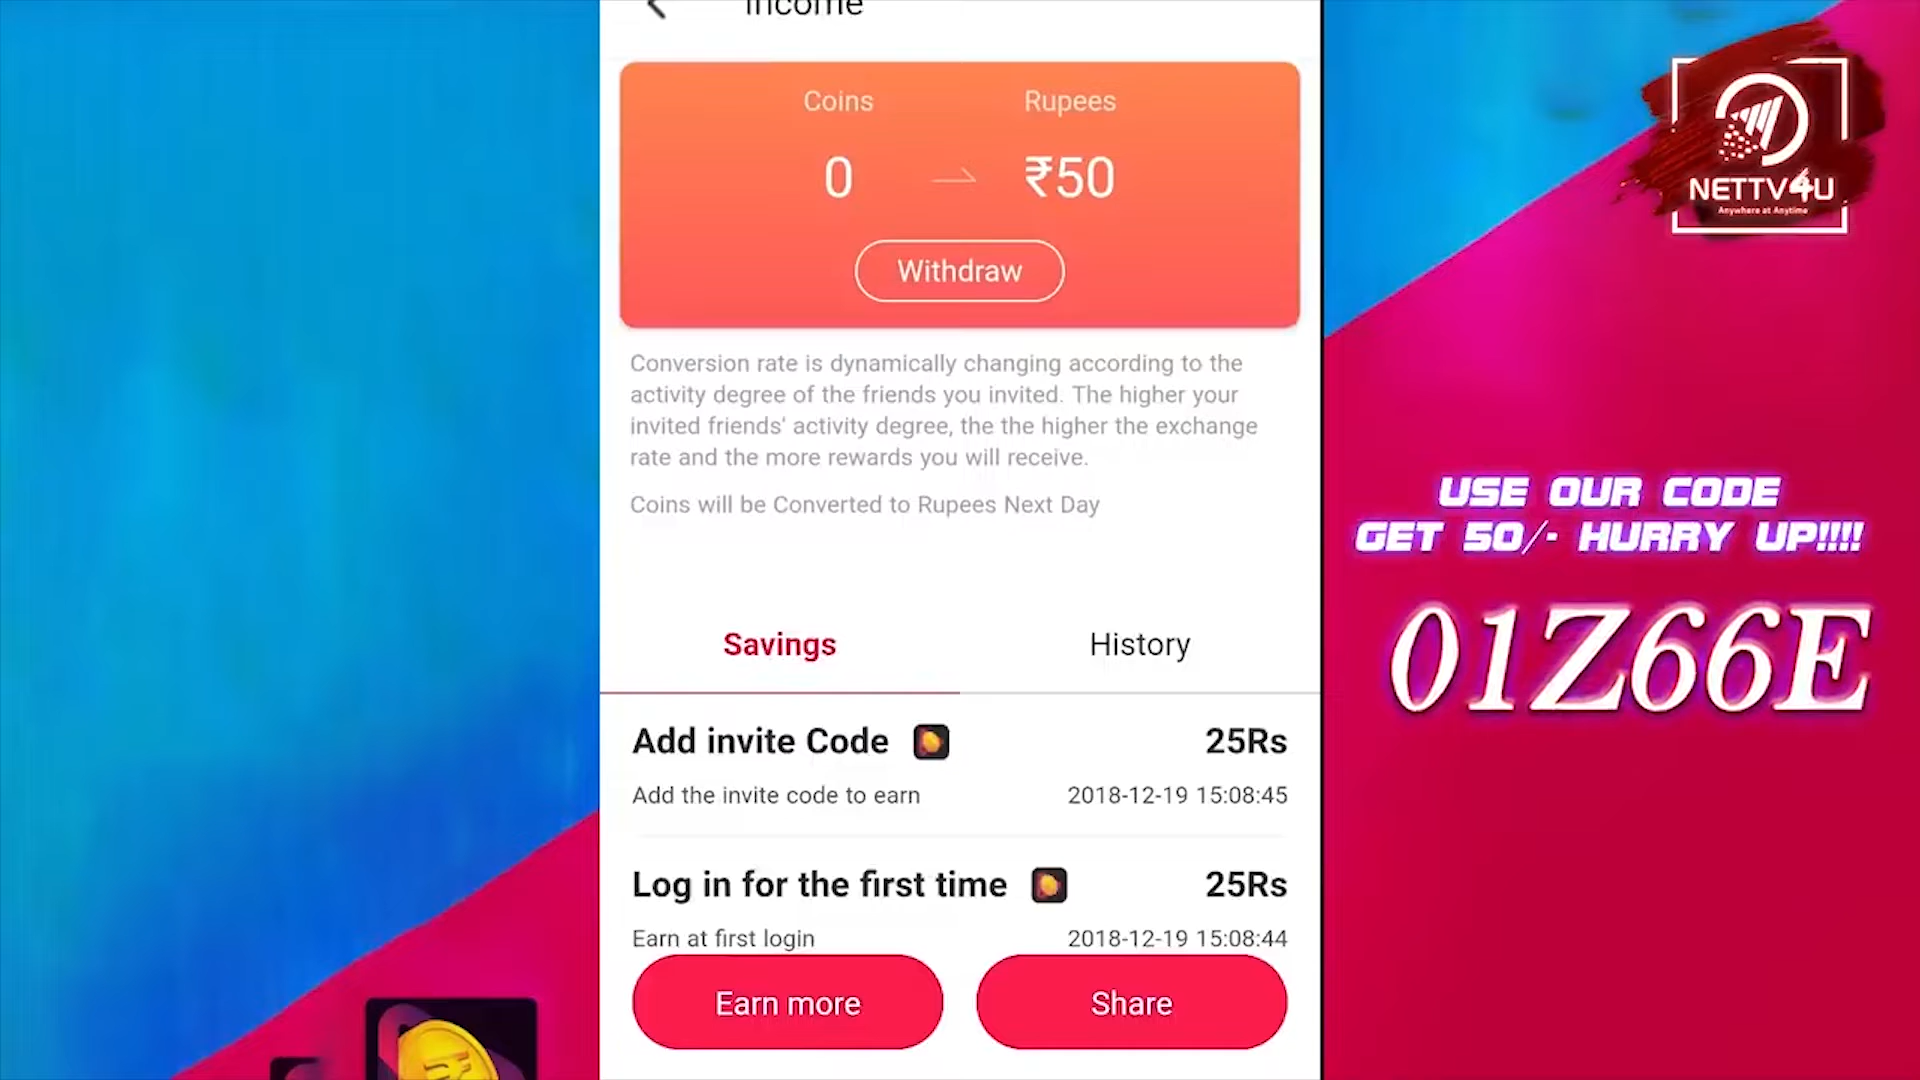 Income
Coins
Rupees
0
₹50
Withdraw
Conversion rate is dynamically changing according to the
activity degree of the friends you invited. The higher your
invited friends' activity degree, the the higher the exchange
rate and the more rewards you will receive.
Coins will be Converted to Rupees Next Day
Savings
History
Add invite Code
25Rs
Add the invite code to earn
2018-12-19 15:08:45
Log in for the first time
25Rs
Earn at first login
2018-12-19 15:08:44
Earn more
Share
NETTV4U
Anywhere at Anytime
USE OUR CODE
GET 50/- HURRY UP!!!!
01Z66E